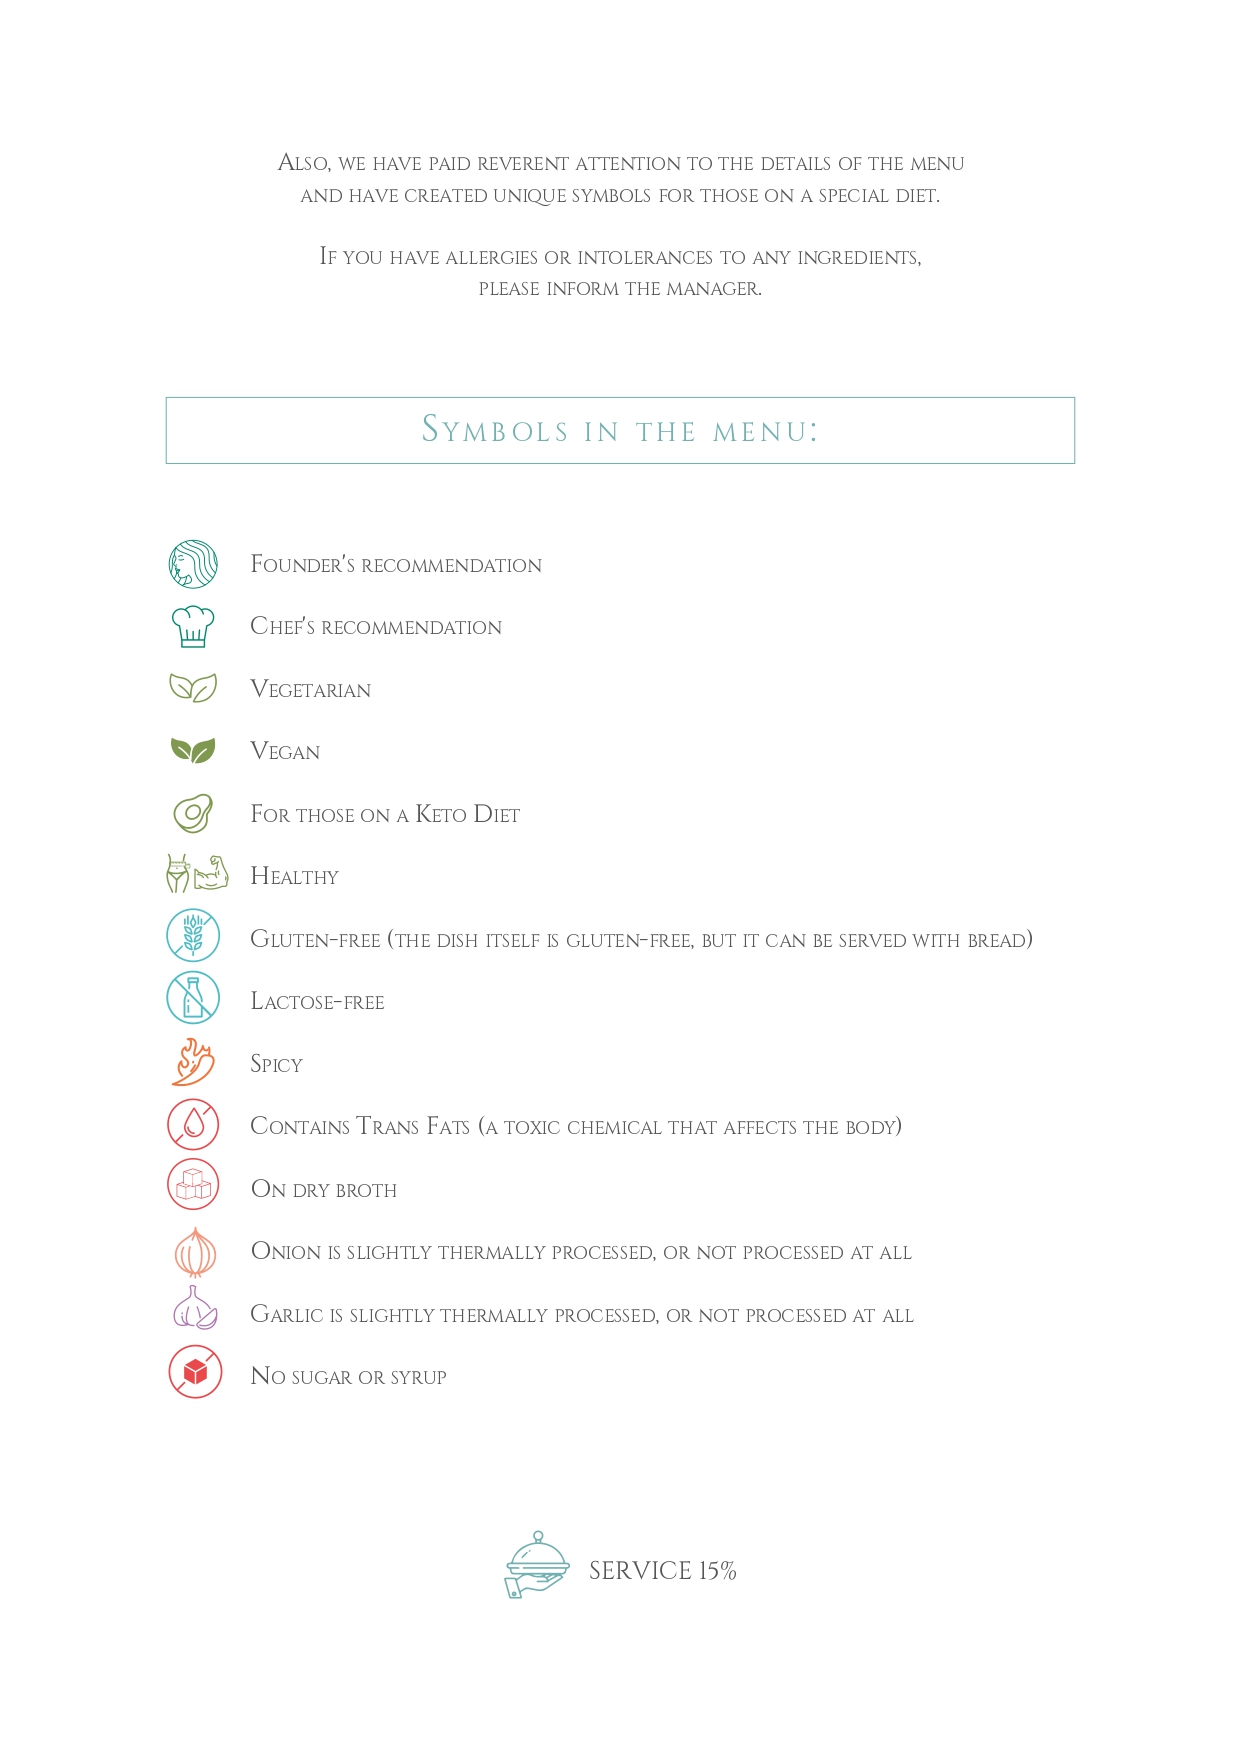 Also, we have paid reverent attention to the details of the menu
and have created unique symbols for those on a special diet.
If you have allergies or intolerances to any ingredients,
please inform the manager.
Symbols in the menu:
Founder's recommendation
Chef's recommendation
Vegetarian
Vegan
For those on a Keto Diet
Healthy
Gluten-free (the dish itself is gluten-free, but it can be served with bread)
Lactose-free
Spicy
Contains Trans Fats (a toxic chemical that affects the body)
On dry broth
Onion is slightly thermally processed, or not processed at all
Garlic is slightly thermally processed, or not processed at all
No sugar or syrup
SERVICE 15%